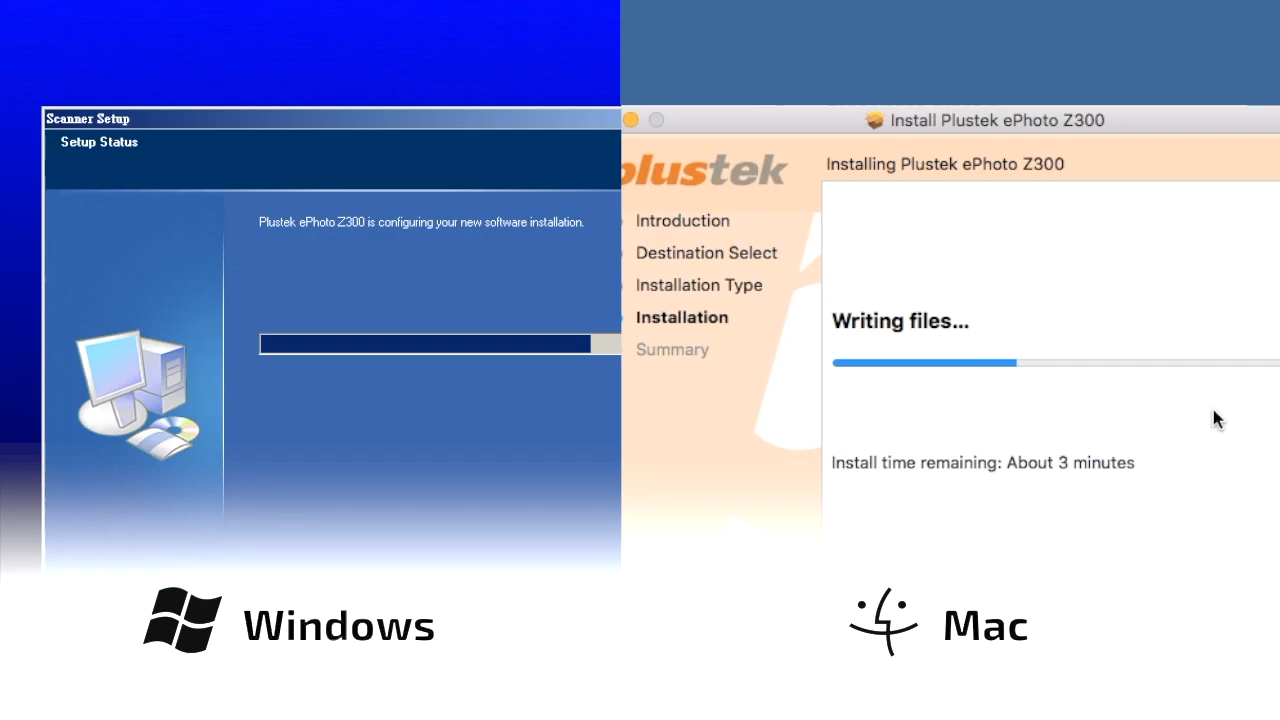 Scanner Setup
Setup Status
Plustek ePhoto Z300 is configuring your new software installation.
Install Plustek ePhoto Z300
plustek
Installing Plustek ePhoto Z300
Introduction
Destination Select
Installation Type
Installation
Summary
Writing files...
Install time remaining: About 3 minutes
Windows
Mac